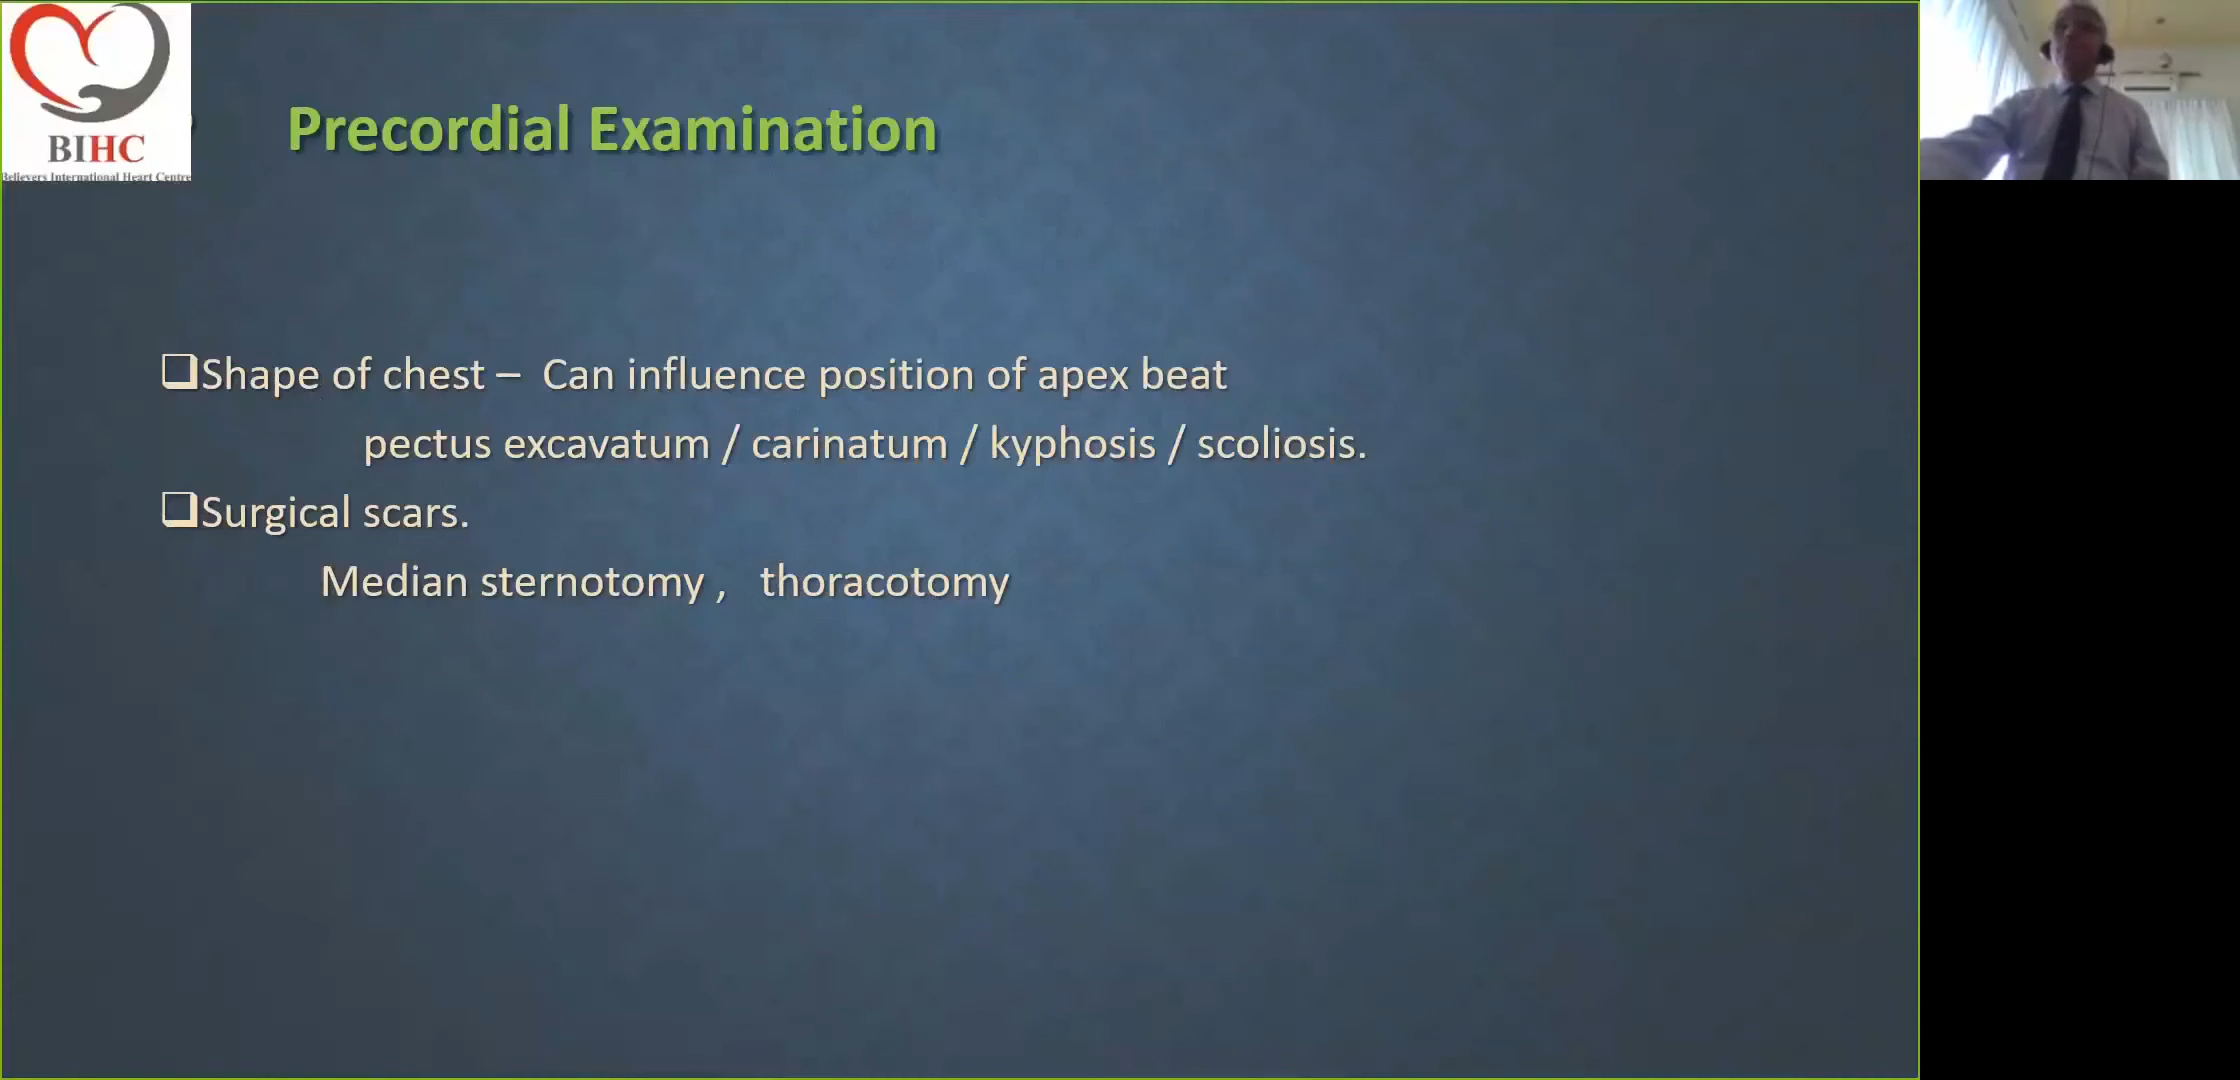 BIHC
Believers International Heart Centre
Precordial Examination
❑Shape of chest – Can influence position of apex beat
pectus excavatum / carinatum / kyphosis / scoliosis.
❑Surgical scars.
Median sternotomy , thoracotomy